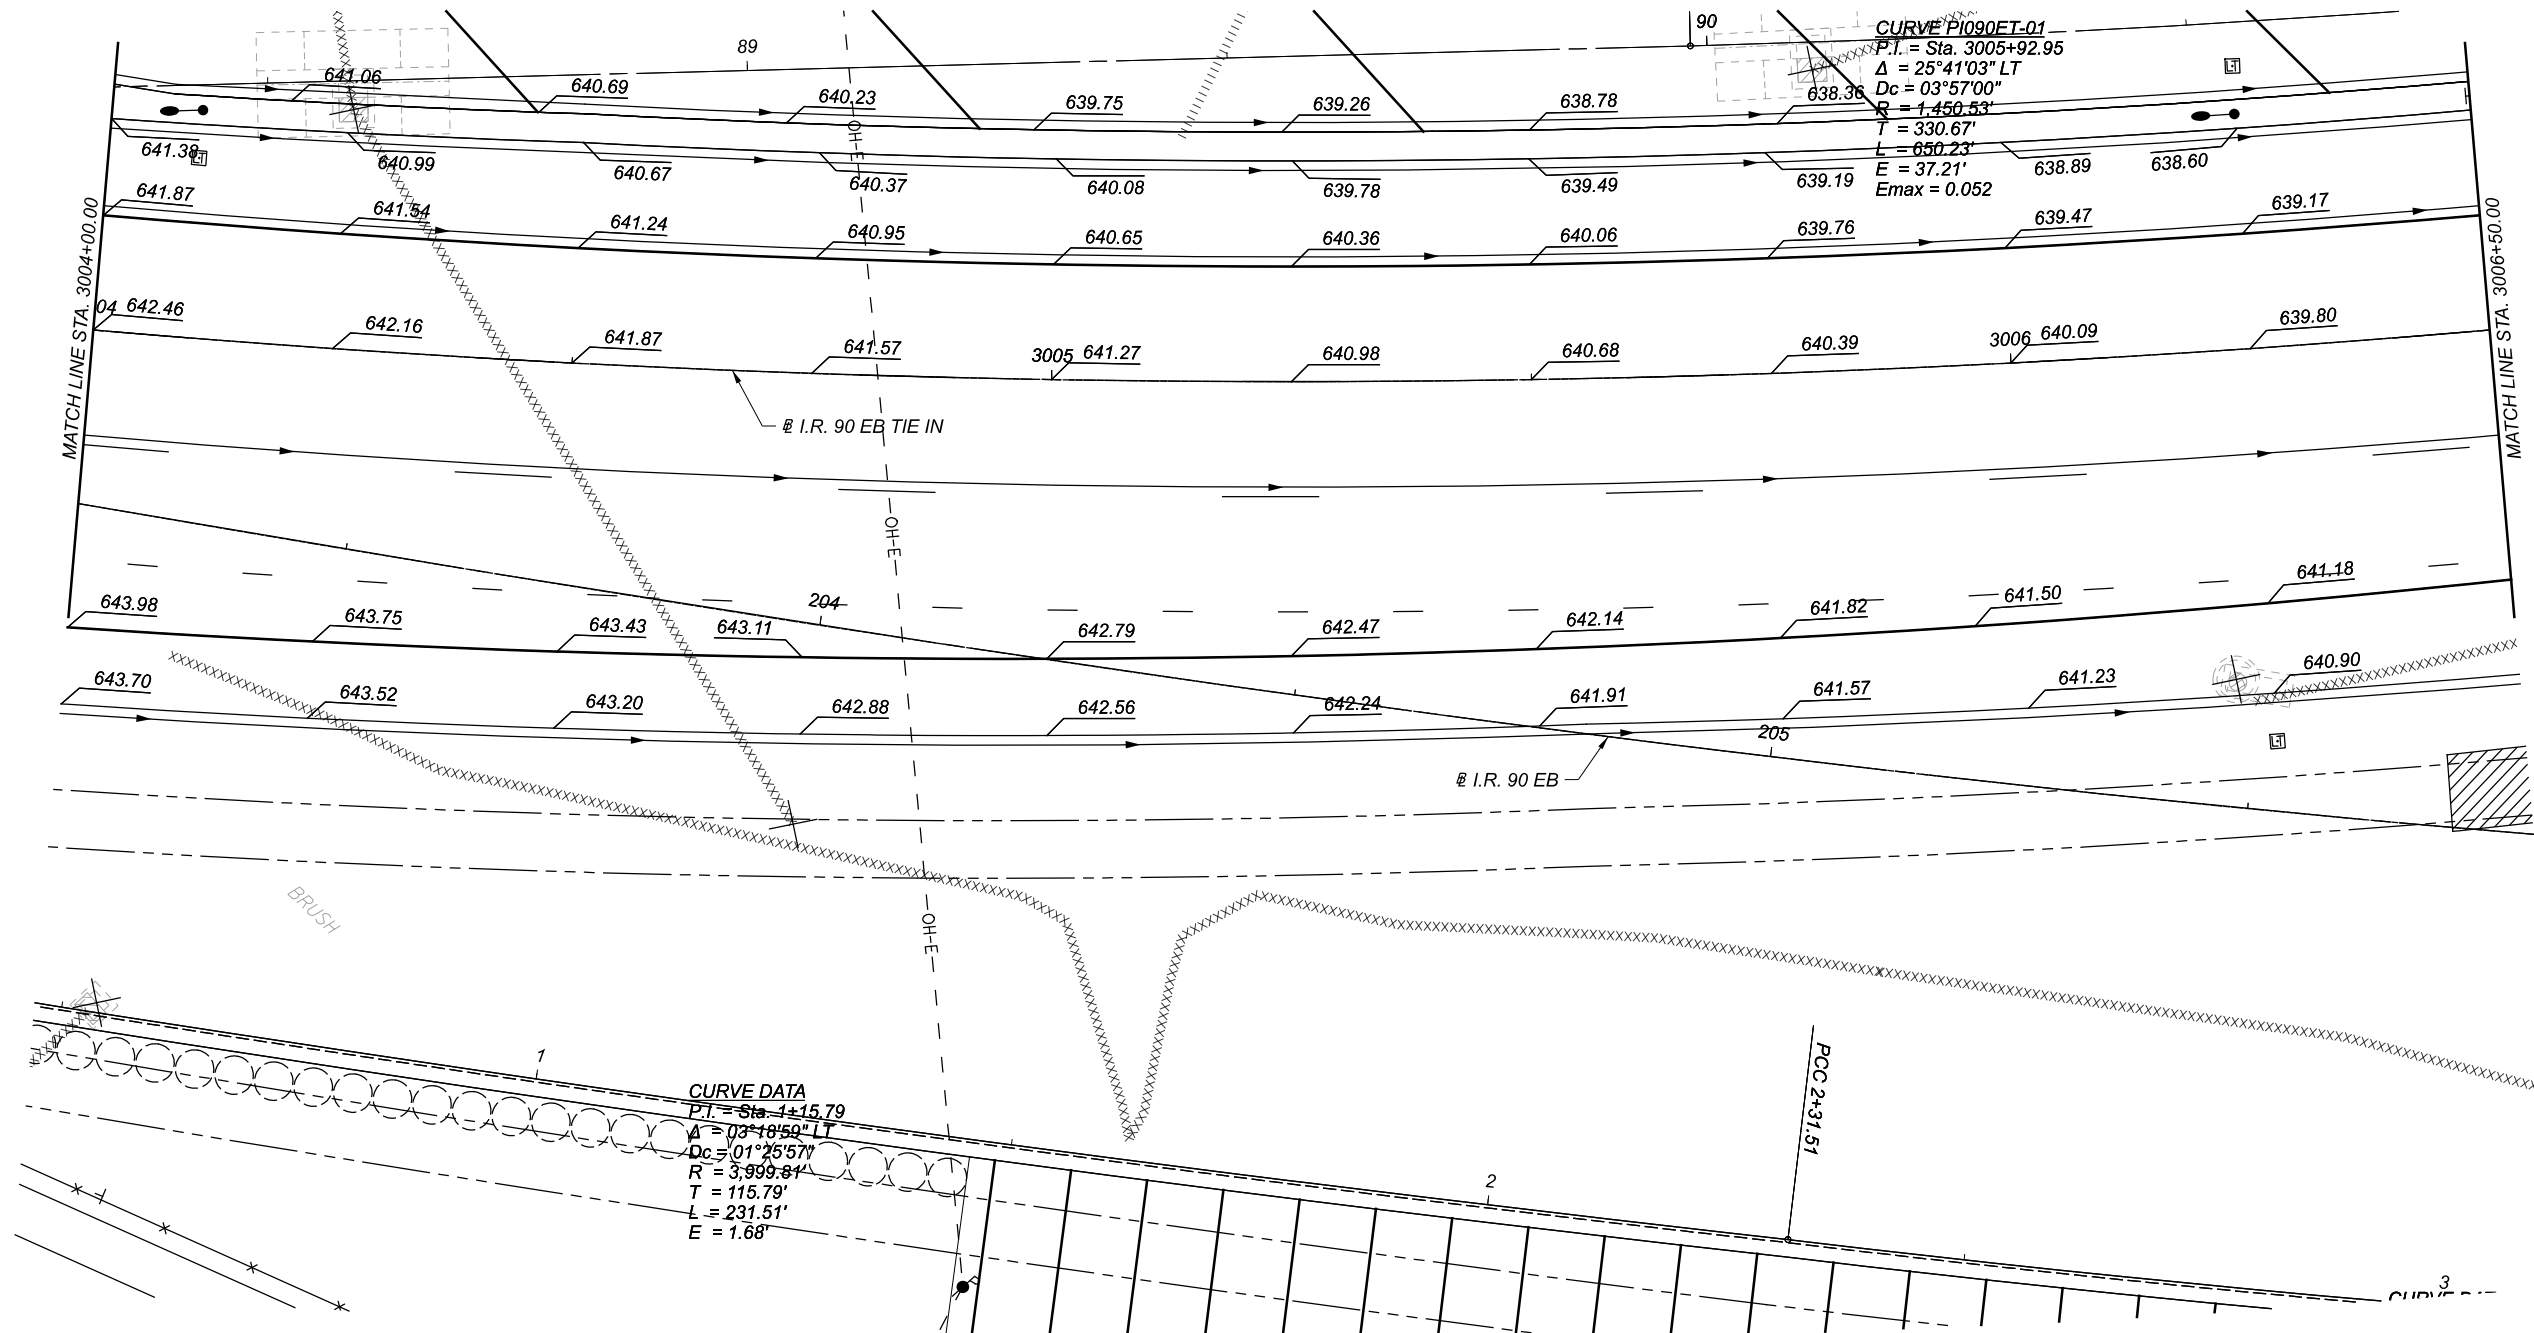 89
90
CURVE PI090ET-01
P.I. = Sta. 3005+92.95
Δ = 25°41'03" LT
Dc = 03°57'00"
R = 1,450.53'
T = 330.67'
L = 650.23'
E = 37.21'
Emax = 0.052
641.06
640.69
640.23
639.75
639.26
638.78
638.36
LT
641.38
LT
640.99
640.67
640.37
640.08
639.78
639.49
639.19
638.89
638.60
OH-E
641.87
641.54
641.24
640.95
640.65
640.36
640.06
639.76
639.47
639.17
MATCH LINE STA. 3004+00.00
MATCH LINE STA. 3006+50.00
04 642.46
642.16
641.87
641.57
3005 641.27
640.98
640.68
640.39
3006 640.09
639.80
I.R. 90 EB TIE IN
OH-E
643.98
643.75
643.43
643.11
204
642.79
642.47
642.14
641.82
641.50
641.18
643.70
643.52
643.20
642.88
642.56
642.24
641.91
641.57
641.23
640.90
205
LT
I.R. 90 EB
BRUSH
OH-E
1
CURVE DATA
P.I. = Sta. 1+15.79
Δ = 03°18'59" LT
Dc = 01°25'57"
R = 3,999.81'
T = 115.79'
L = 231.51'
E = 1.68'
PCC 2+31.51
2
3